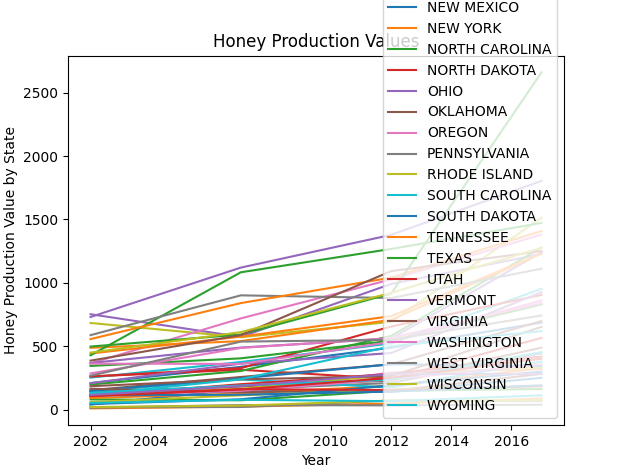 NEW MEXICO
NEW YORK
Honey Production Values
NORTH CAROLINA
NORTH DAKOTA
OHIO
OKLAHOMA
OREGON
PENNSYLVANIA
RHODE ISLAND
SOUTH CAROLINA
SOUTH DAKOTA
TENNESSEE
TEXAS
UTAH
VERMONT
VIRGINIA
WASHINGTON
WEST VIRGINIA
WISCONSIN
WYOMING
Honey Production Value by State
2500
2000
1500
1000
500
0
2002 2004 2006 2008 2010 2012 2014 2016
Year